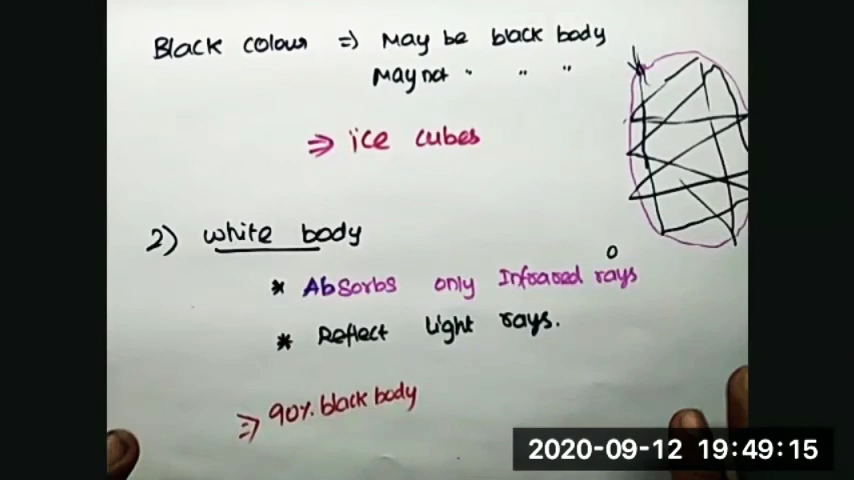 Black colour => May be black body
May not " " "
=> ice cubes
2) white body
* Absorbs only Infrared rays
* Reflect light rays.
=> 90% black body
2020-09-12 19:49:15